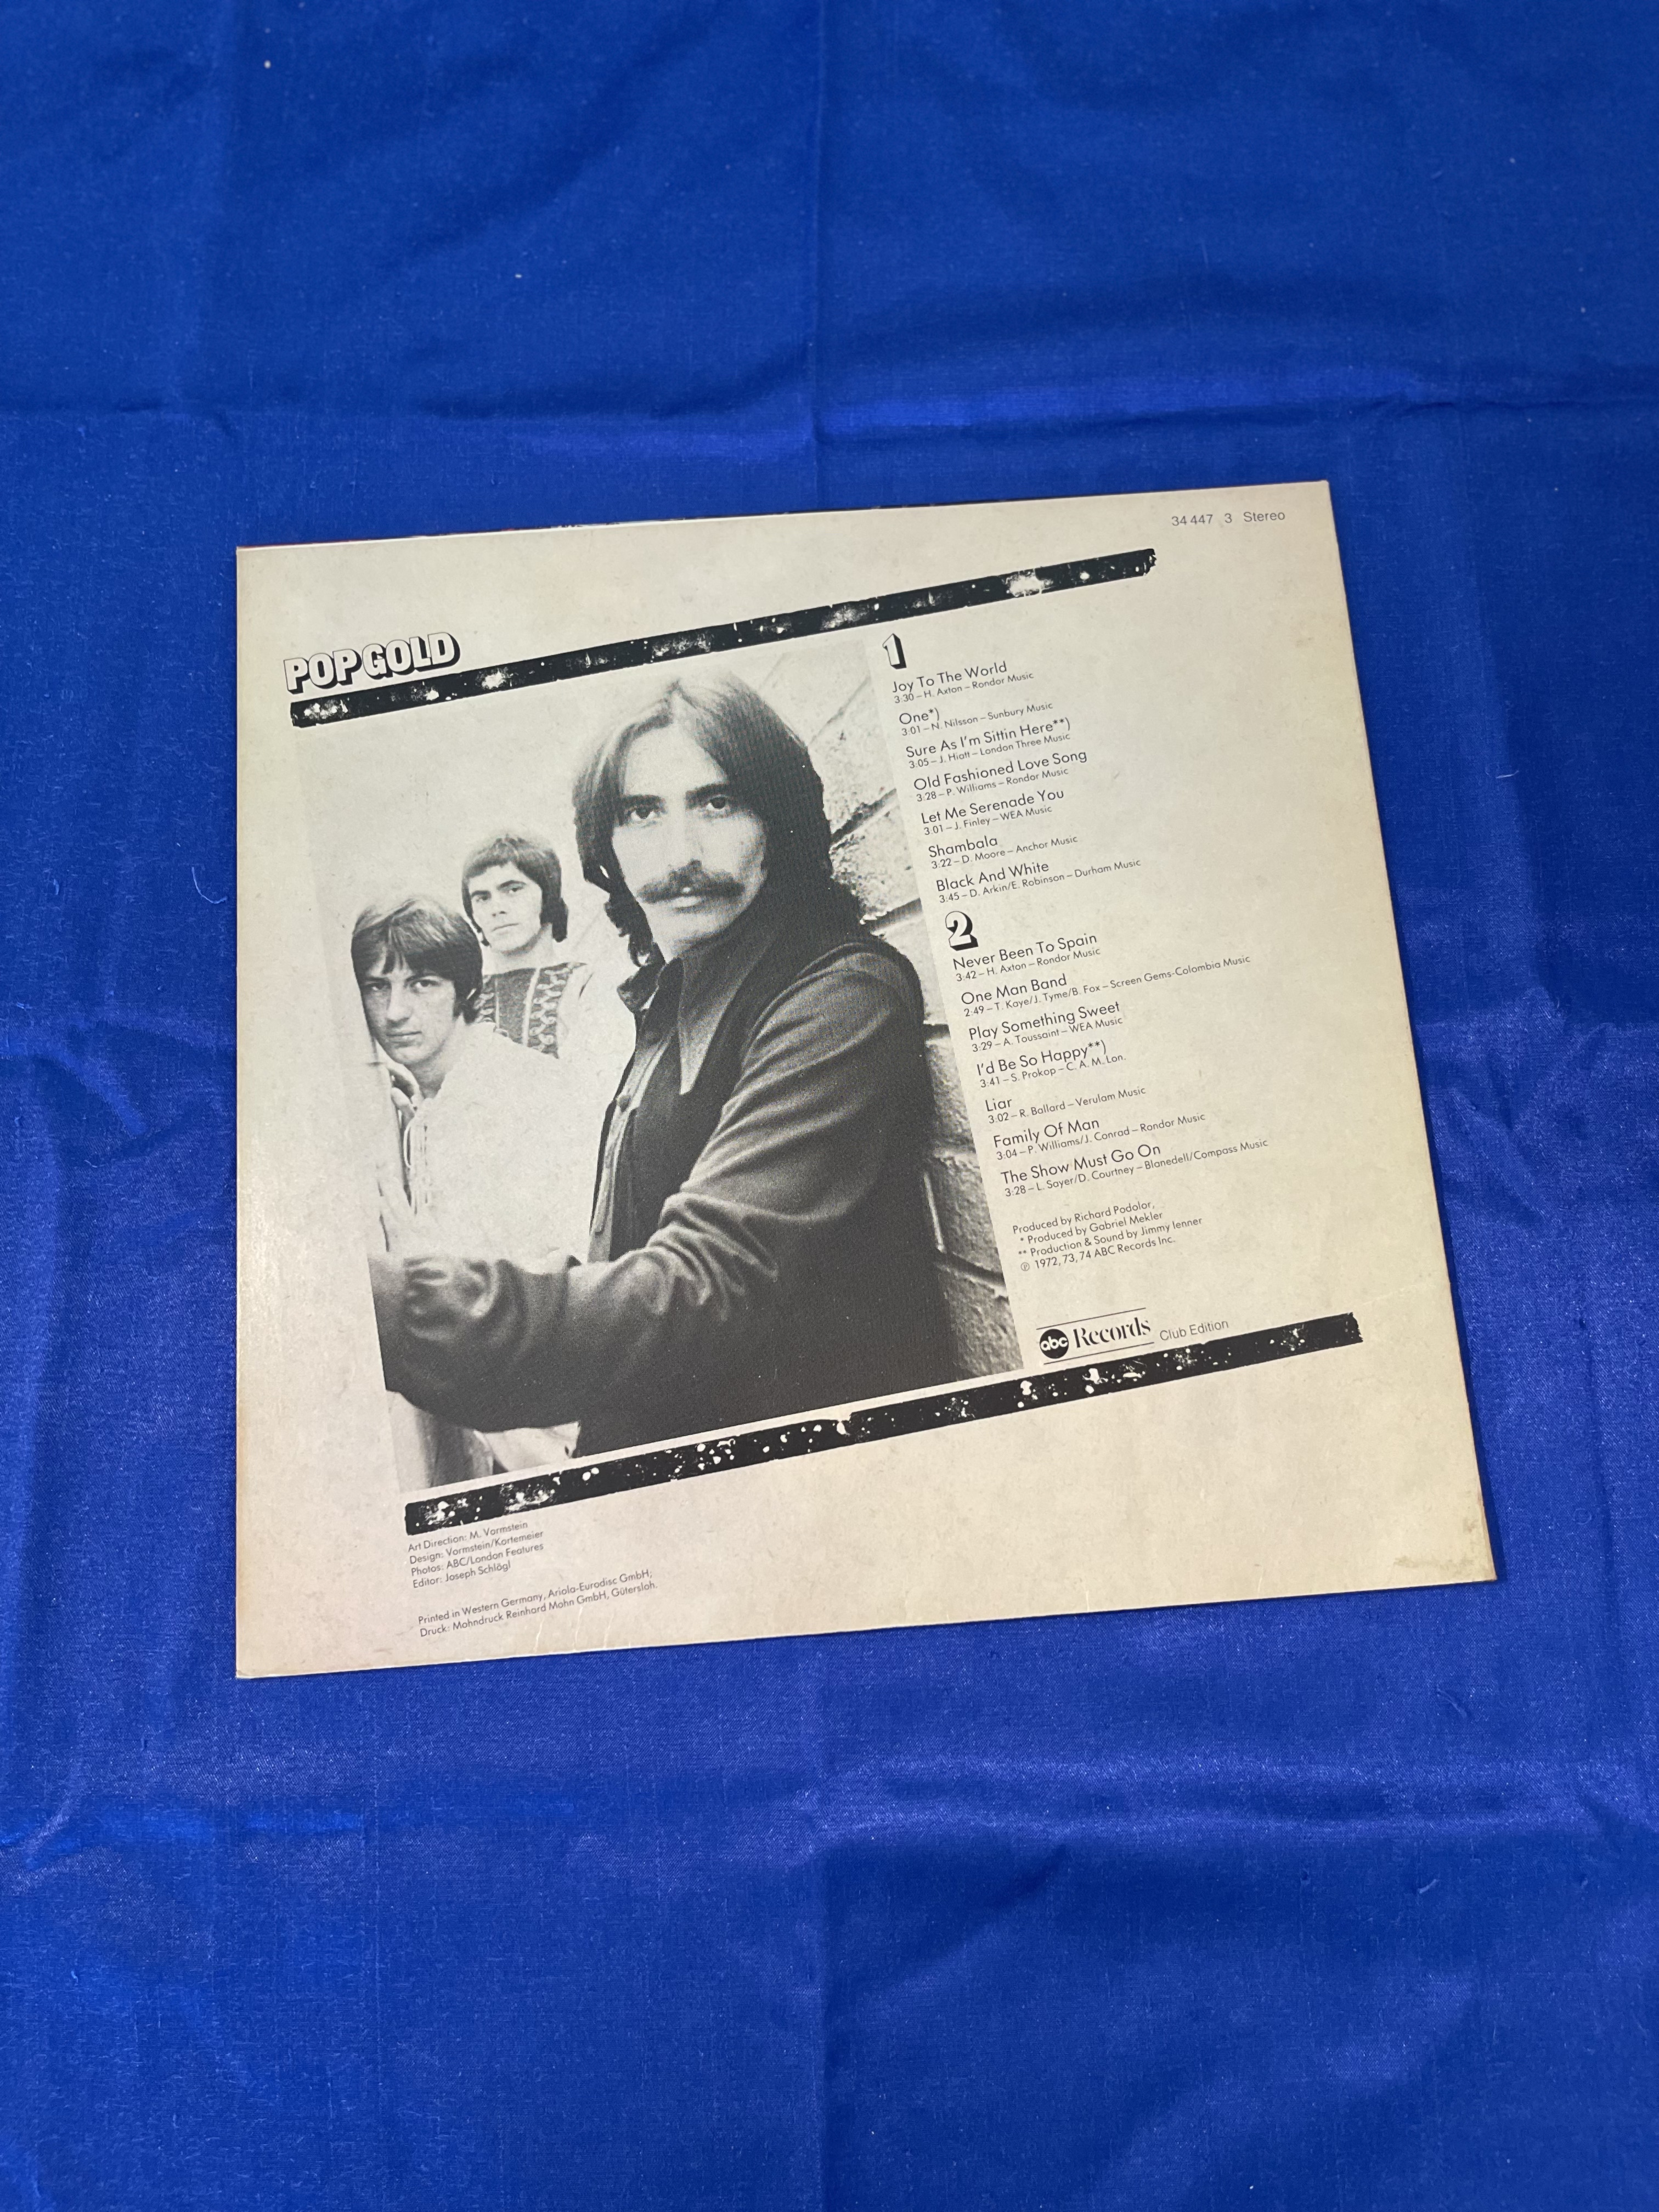 34 447 3 Stereo
POP GOLD
1
Joy To The World
3:30 – H. Axton – Rondor Music
One*)
3:01 – N. Nilsson – Sunbury Music
Sure As I'm Sittin Here**)
3:05 – J. Hiatt – London Three Music
Old Fashioned Love Song
3:28 – P. Williams – Rondor Music
Let Me Serenade You
3:01 – J. Finley – WEA Music
Shambala
3:22 – D. Moore – Anchor Music
Black And White
3:45 – D. Arkin/E. Robinson – Durham Music
2
Never Been To Spain
3:42 – H. Axton – Rondor Music
One Man Band
2:49 – T. Kaye/J. Tyme/B. Fox – Screen Gems-Colombia Music
Play Something Sweet
3:29 – A. Toussaint – WEA Music
I'd Be So Happy**)
3:41 – S. Prokop – C. A. M. Lon.
Liar
3:02 – R. Ballard – Verulam Music
Family Of Man
3:04 – P. Williams/J. Conrad – Rondor Music
The Show Must Go On
3:28 – L. Sayer/D. Courtney – Blanedell/Compass Music
Produced by Richard Podolor,
* Produced by Gabriel Mekler
** Production & Sound by Jimmy Ienner
℗ 1972, 73, 74 ABC Records Inc.
abc Records Club Edition
Art Direction: M. Vormstein
Design: Vormstein/Kortemeier
Photos: ABC/London Features
Editor: Joseph Schlögl
Printed in Western Germany, Ariola-Eurodisc GmbH;
Druck: Mohndruck Reinhard Mohn GmbH, Gütersloh.